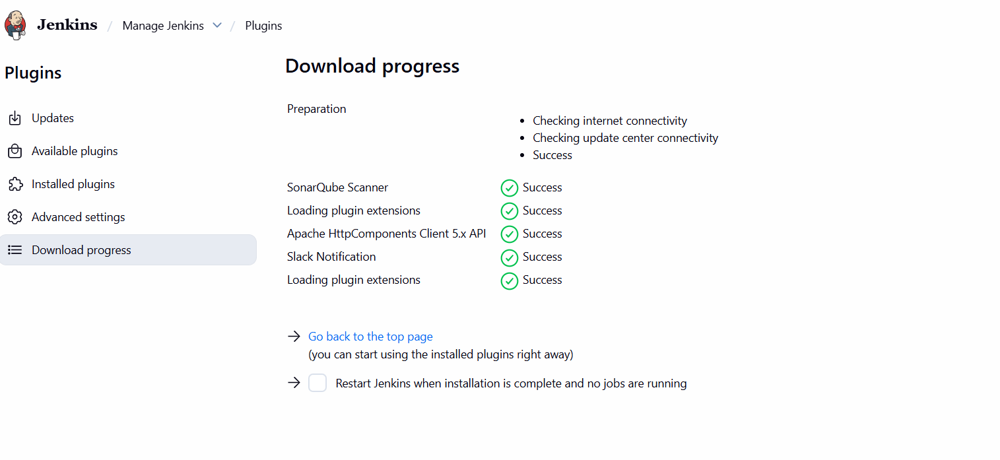 Jenkins / Manage Jenkins / Plugins
Plugins
Updates
Available plugins
Installed plugins
Advanced settings
Download progress
Download progress
Preparation
• Checking internet connectivity
• Checking update center connectivity
• Success
SonarQube Scanner Success
Loading plugin extensions Success
Apache HttpComponents Client 5.x API Success
Slack Notification Success
Loading plugin extensions Success
→ Go back to the top page
(you can start using the installed plugins right away)
→ Restart Jenkins when installation is complete and no jobs are running